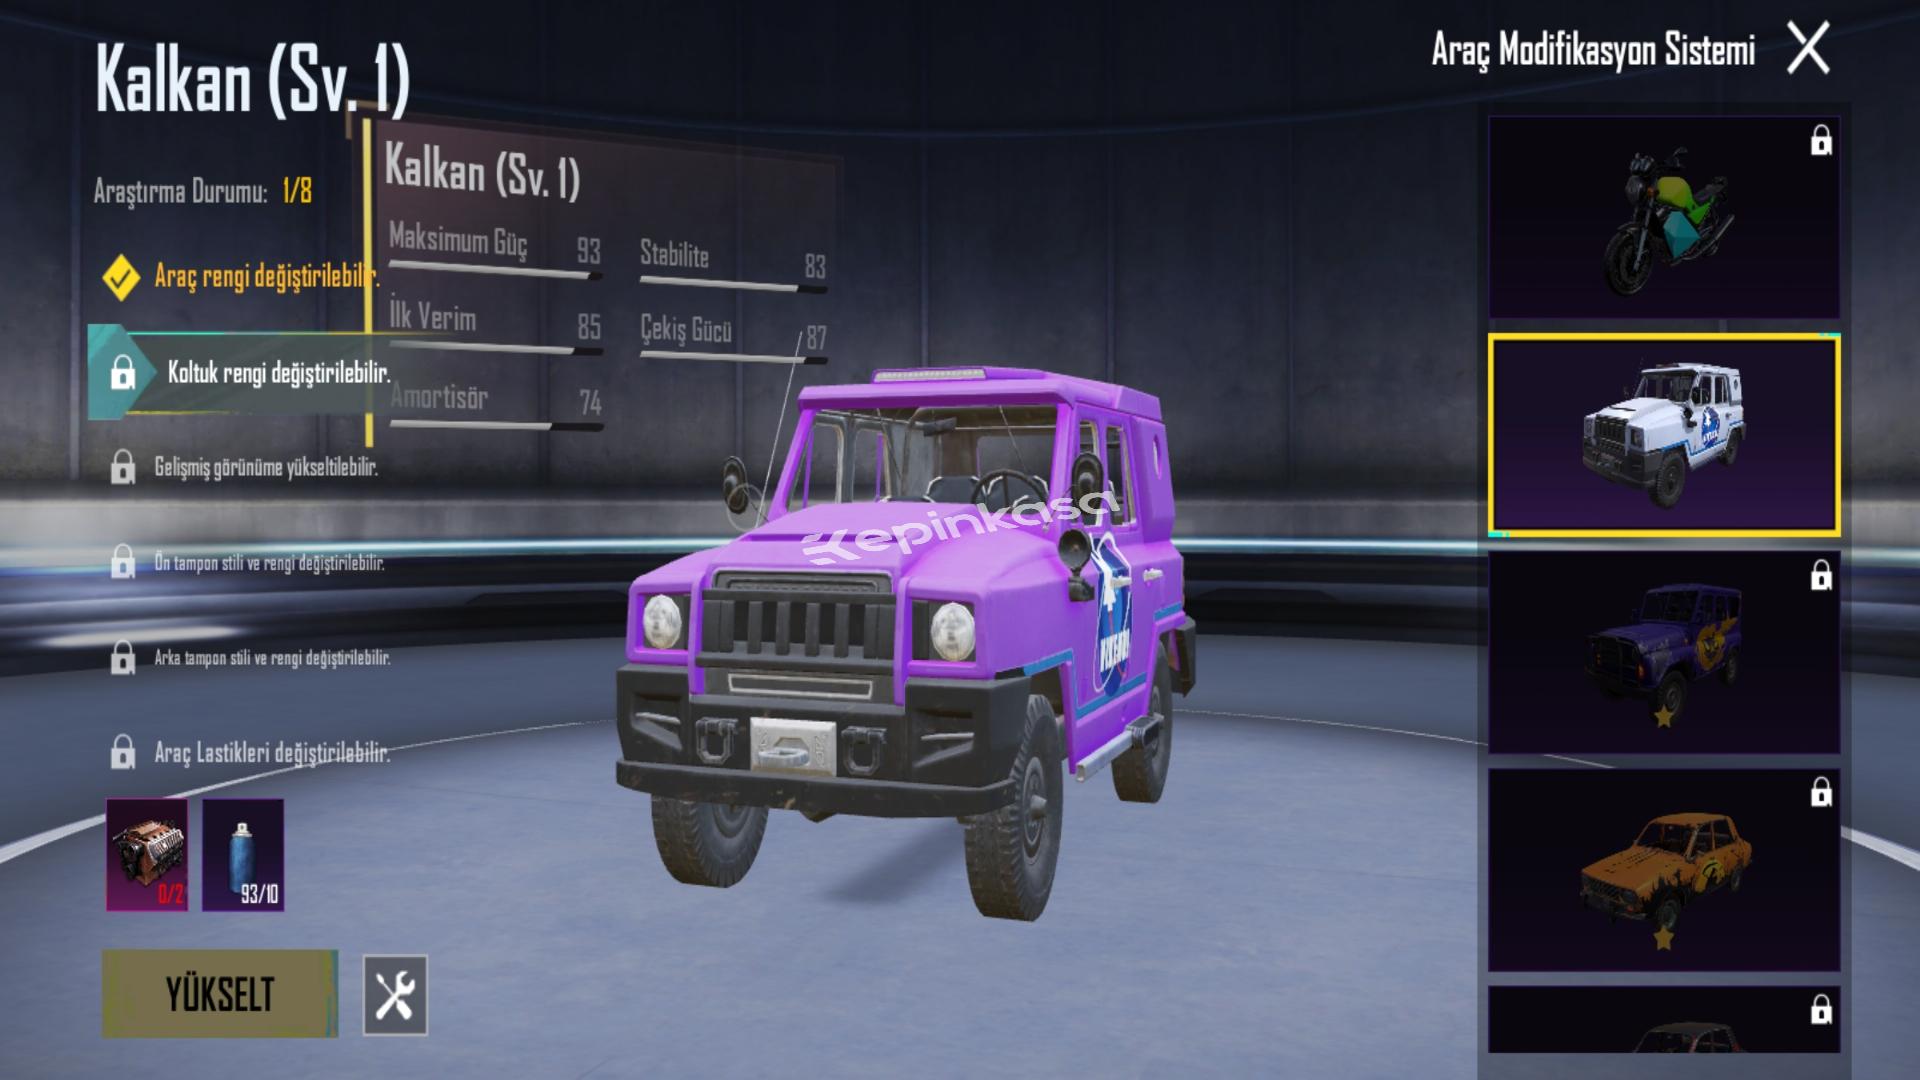 Kalkan (Sv. 1)
Araç Modifikasyon Sistemi
Araştırma Durumu: 1/8
Kalkan (Sv. 1)
Maksimum Güç 93
Stabilite 83
İlk Verim 85
Çekiş Gücü 87
Amortisör 74
Araç rengi değiştirilebilir.
Koltuk rengi değiştirilebilir.
Gelişmiş görünüme yükseltilebilir.
Ön tampon stili ve rengi değiştirilebilir.
Arka tampon stili ve rengi değiştirilebilir.
Araç Lastikleri değiştirilebilir.
epinkasa
0/2
93/10
YÜKSELT